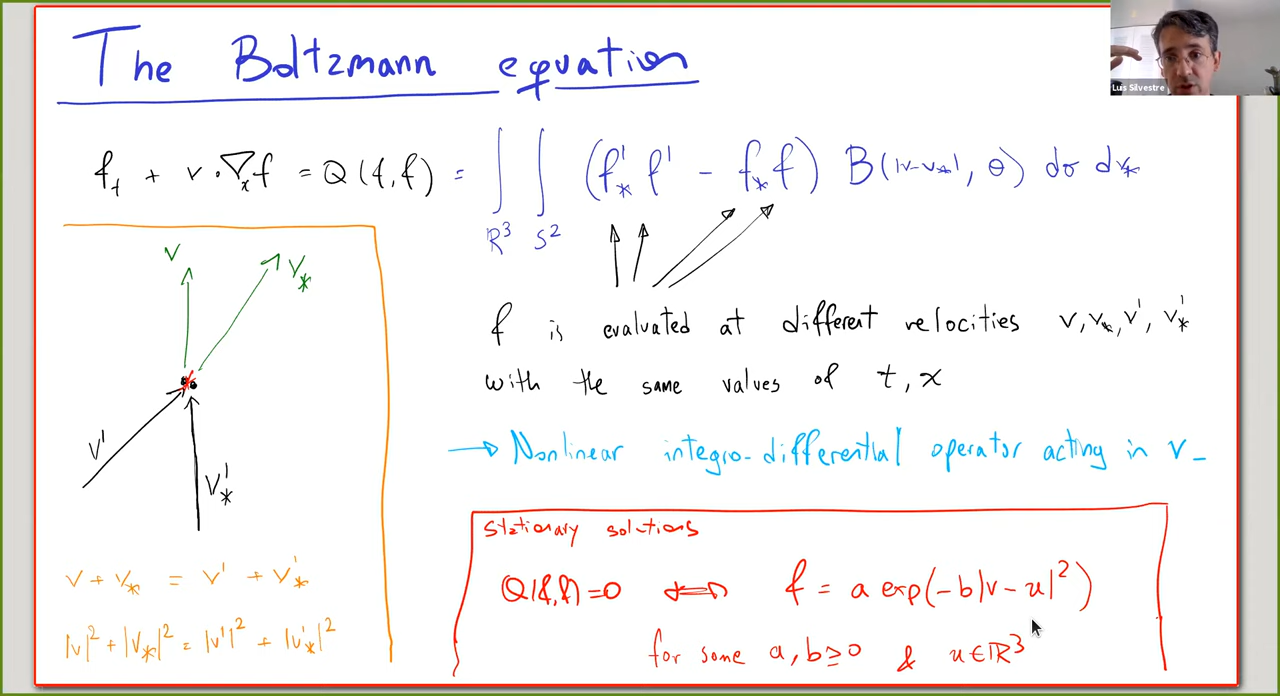 The Boltzmann equation
Luis Silvestre
f_t + v · ∇_x f = Q(f,f) = ∫_{R^3} ∫_{S^2} (f'_* f' - f_* f) B(|v-v_*|, θ) dσ dv_*
v
v_*
v'
v'_*
v + v_* = v' + v'_*
|v|^2 + |v_*|^2 = |v'|^2 + |v'_*|^2
f is evaluated at different velocities v, v_*, v', v'_*
with the same values of t, x
→ Nonlinear integro-differential operator acting in v –
Stationary solutions
Q(f,f)=0 ⟺ f = a exp(-b|v-u|^2)
for some a, b ≥ 0 & u ∈ R^3